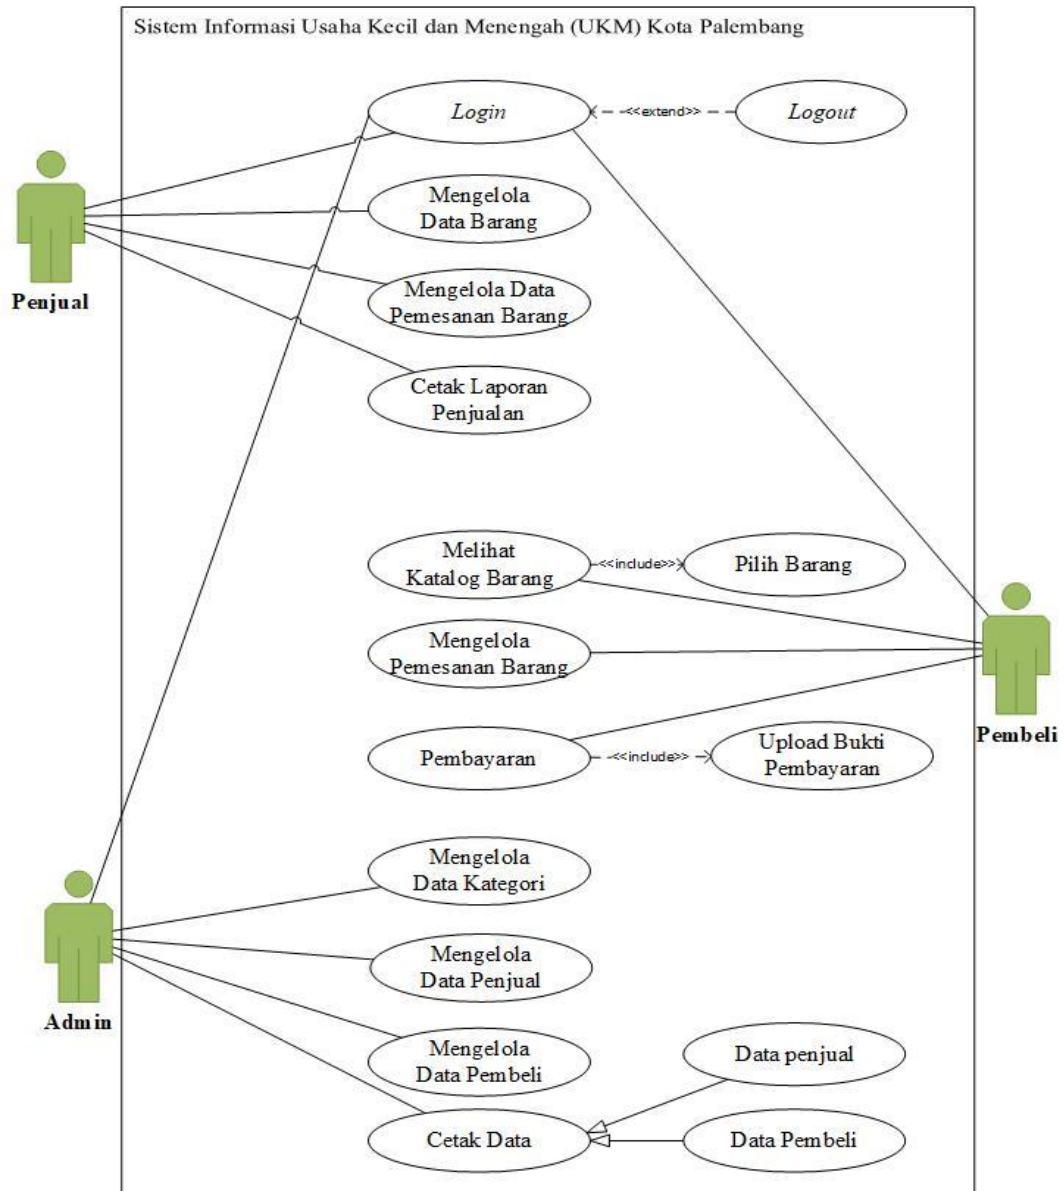 Sistem Informasi Usaha Kecil dan Menengah (UKM) Kota Palembang
Login
<<extend>>
Logout
Mengelola
Data Barang
Penjual
Mengelola Data
Pemesanan Barang
Cetak Laporan
Penjualan
Melihat
Katalog Barang
<<include>>
Pilih Barang
Mengelola
Pemesanan Barang
Pembeli
Pembayaran
<<include>>
Upload Bukti
Pembayaran
Mengelola
Data Kategori
Mengelola
Data Penjual
Admin
Mengelola
Data Pembeli
Data penjual
Cetak Data
Data Pembeli